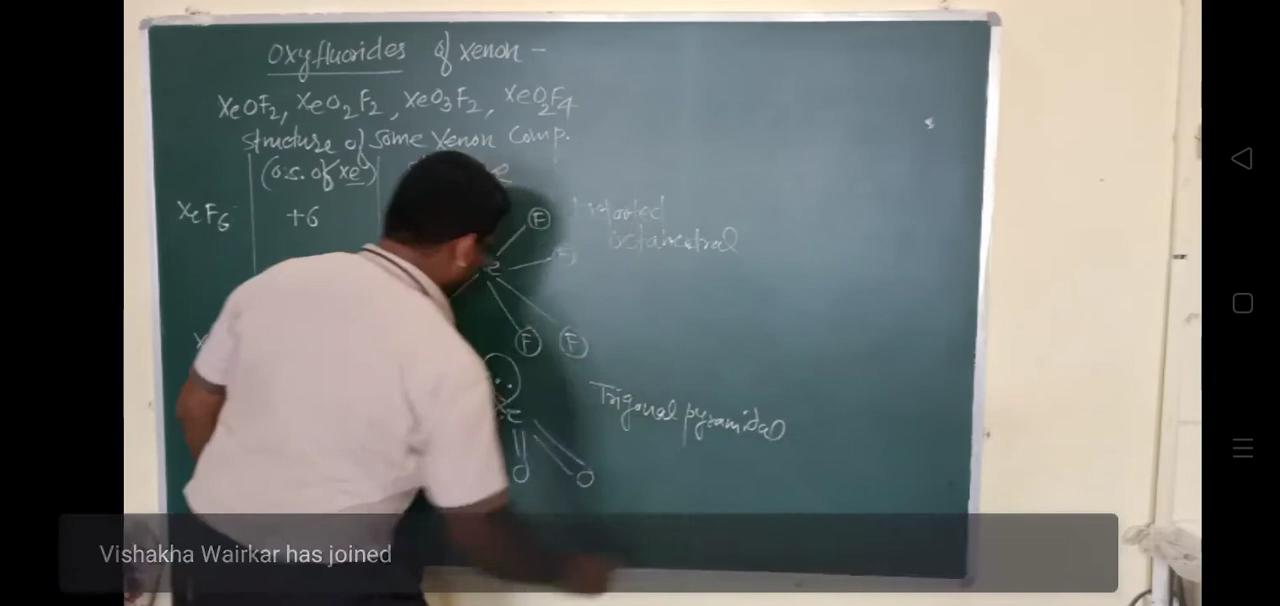 Oxyfluorides of xenon -
XeOF2, XeO2F2, XeO3F2, XeO2F4
structure of some Xenon Comp.
(o.s. of Xe)
XeF6 +6
F
Distorted
octahedral
F
F F
Xe
Trigonal pyramidal
O O
Vishakha Wairkar has joined